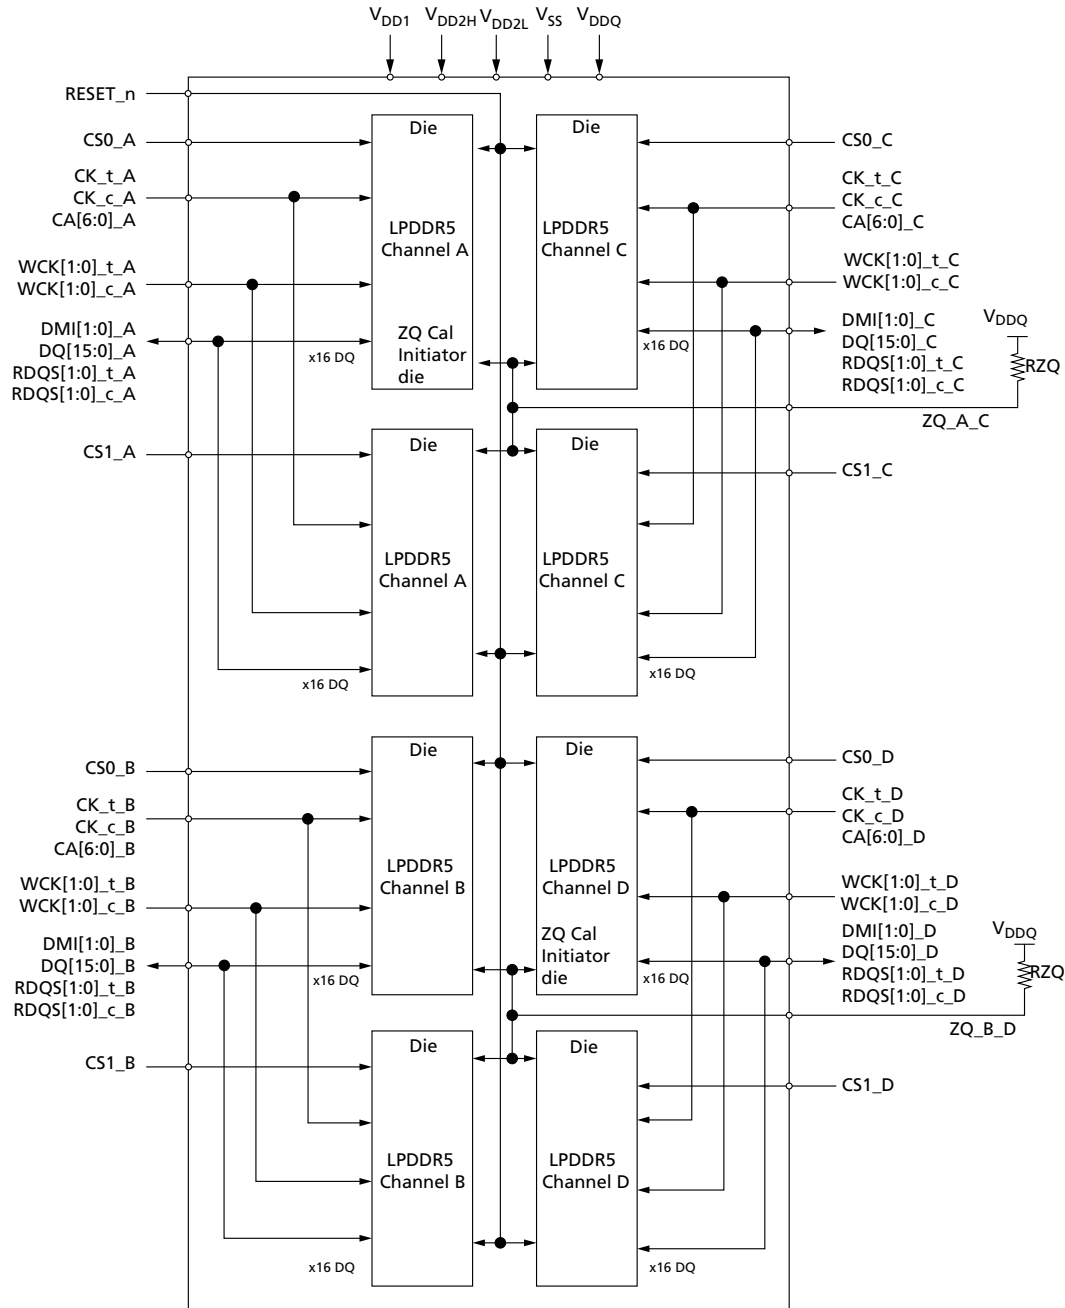 VDD1 VDD2H VDD2L VSS VDDQ
RESET_n
CS0_A
CK_t_A
CK_c_A
CA[6:0]_A
WCK[1:0]_t_A
WCK[1:0]_c_A
DMI[1:0]_A
DQ[15:0]_A
RDQS[1:0]_t_A
RDQS[1:0]_c_A
Die
LPDDR5
Channel A
ZQ Cal
Initiator
die
x16 DQ
Die
LPDDR5
Channel C
x16 DQ
CS0_C
CK_t_C
CK_c_C
CA[6:0]_C
WCK[1:0]_t_C
WCK[1:0]_c_C
DMI[1:0]_C
DQ[15:0]_C
RDQS[1:0]_t_C
RDQS[1:0]_c_C
VDDQ
RZQ
ZQ_A_C
CS1_A
Die
LPDDR5
Channel A
x16 DQ
Die
LPDDR5
Channel C
x16 DQ
CS1_C
CS0_B
CK_t_B
CK_c_B
CA[6:0]_B
WCK[1:0]_t_B
WCK[1:0]_c_B
DMI[1:0]_B
DQ[15:0]_B
RDQS[1:0]_t_B
RDQS[1:0]_c_B
Die
LPDDR5
Channel B
x16 DQ
Die
LPDDR5
Channel D
ZQ Cal
Initiator
die
x16 DQ
CS0_D
CK_t_D
CK_c_D
CA[6:0]_D
WCK[1:0]_t_D
WCK[1:0]_c_D
DMI[1:0]_D
DQ[15:0]_D
RDQS[1:0]_t_D
RDQS[1:0]_c_D
VDDQ
RZQ
ZQ_B_D
CS1_B
Die
LPDDR5
Channel B
x16 DQ
Die
LPDDR5
Channel D
x16 DQ
CS1_D